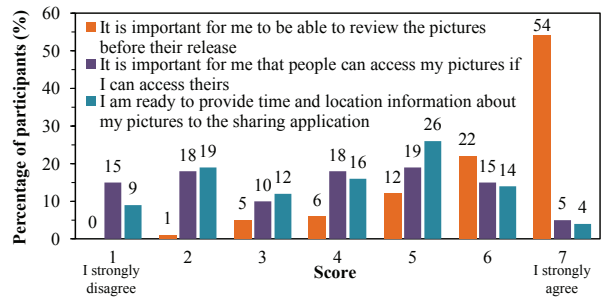 Percentage of participants (%)
60
50
40
30
20
10
0
It is important for me to be able to review the pictures
before their release
It is important for me that people can access my pictures if
I can access theirs
I am ready to provide time and location information about
my pictures to the sharing application
0 15 9
1 18 19
5 10 12
6 18 16
12 19 26
22 15 14
54 5 4
1 2 3 4 5 6 7
I strongly
disagree
Score
I strongly
agree